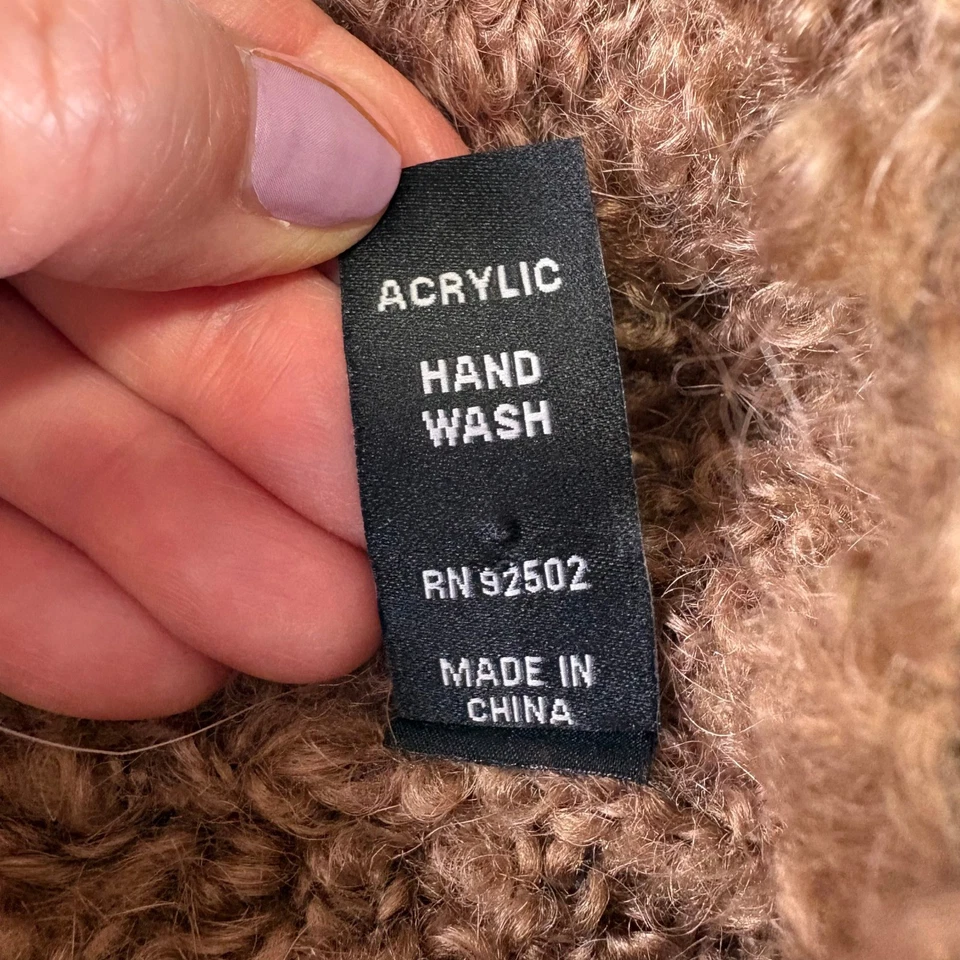 ACRYLIC
HAND
WASH
RN 92502
MADE IN
CHINA